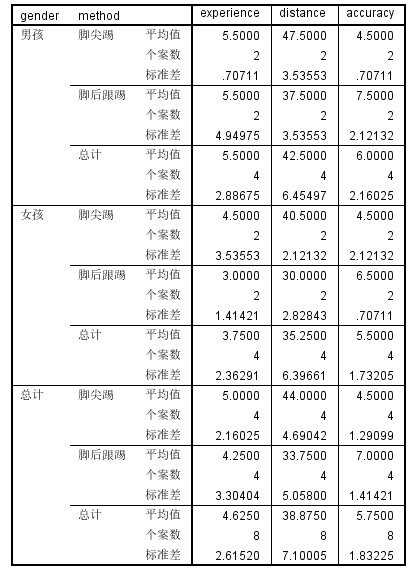 gender method experience distance accuracy
男孩 脚尖踢 平均值 5.5000 47.5000 4.5000
个案数 2 2 2
标准差 .70711 3.53553 .70711
脚后跟踢 平均值 5.5000 37.5000 7.5000
个案数 2 2 2
标准差 4.94975 3.53553 2.12132
总计 平均值 5.5000 42.5000 6.0000
个案数 4 4 4
标准差 2.88675 6.45497 2.16025
女孩 脚尖踢 平均值 4.5000 40.5000 4.5000
个案数 2 2 2
标准差 3.53553 2.12132 2.12132
脚后跟踢 平均值 3.0000 30.0000 6.5000
个案数 2 2 2
标准差 1.41421 2.82843 .70711
总计 平均值 3.7500 35.2500 5.5000
个案数 4 4 4
标准差 2.36291 6.39661 1.73205
总计 脚尖踢 平均值 5.0000 44.0000 4.5000
个案数 4 4 4
标准差 2.16025 4.69042 1.29099
脚后跟踢 平均值 4.2500 33.7500 7.0000
个案数 4 4 4
标准差 3.30404 5.05800 1.41421
总计 平均值 4.6250 38.8750 5.7500
个案数 8 8 8
标准差 2.61520 7.10005 1.83225